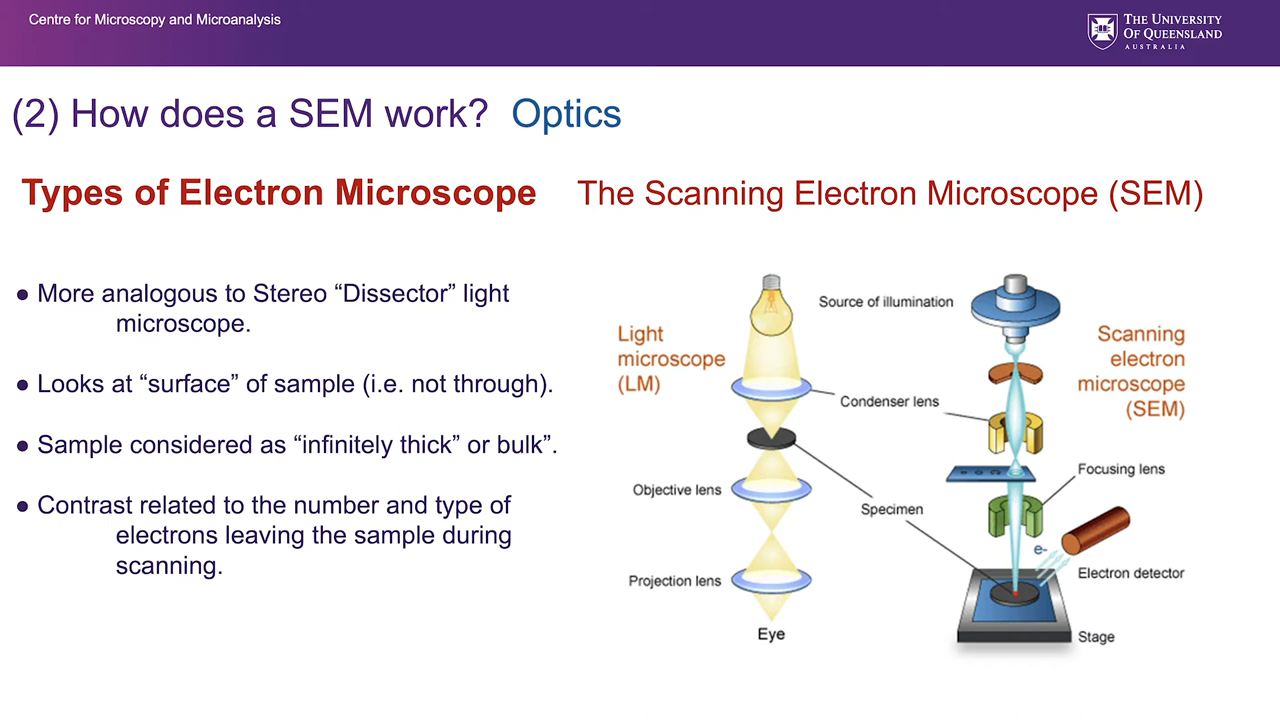 Centre for Microscopy and Microanalysis
THE UNIVERSITY
OF QUEENSLAND
AUSTRALIA
(2) How does a SEM work? Optics
Types of Electron Microscope The Scanning Electron Microscope (SEM)
● More analogous to Stereo “Dissector” light
microscope.
● Looks at “surface” of sample (i.e. not through).
● Sample considered as “infinitely thick” or bulk”.
● Contrast related to the number and type of
electrons leaving the sample during
scanning.
Light
microscope
(LM)
Source of illumination
Scanning
electron
microscope
(SEM)
Condenser lens
Focusing lens
Objective lens
Specimen
e-
Electron detector
Projection lens
Eye
Stage